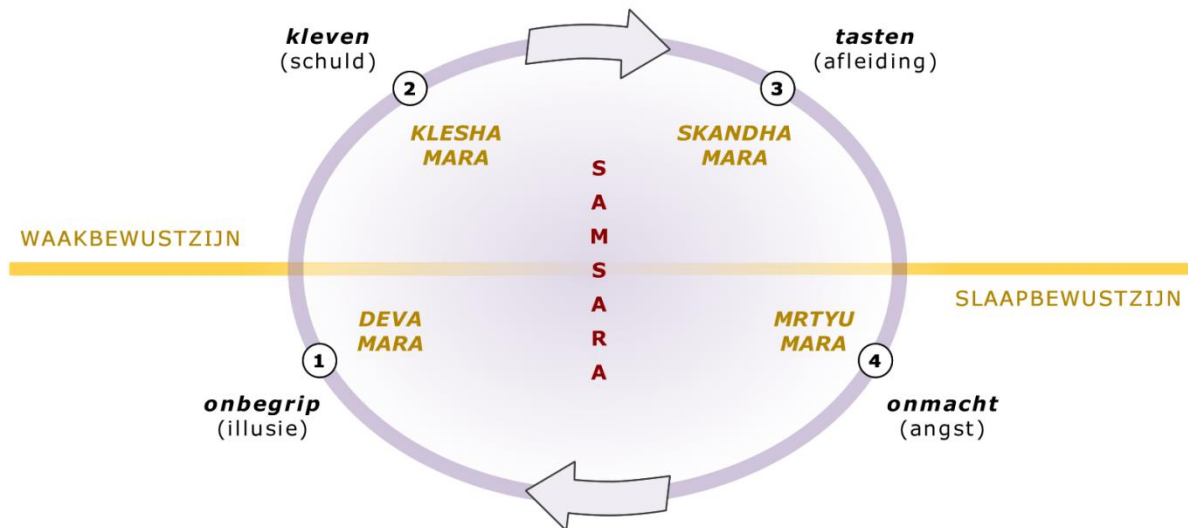 kleven
(schuld)
tasten
(afleiding)
2
3
KLESHA
MARA
SKANDHA
MARA
S
A
M
S
A
R
A
WAAKBEWUSTZIJN
SLAAPBEWUSTZIJN
DEVA
MARA
MRTYU
MARA
1
4
onbegrip
(illusie)
onmacht
(angst)